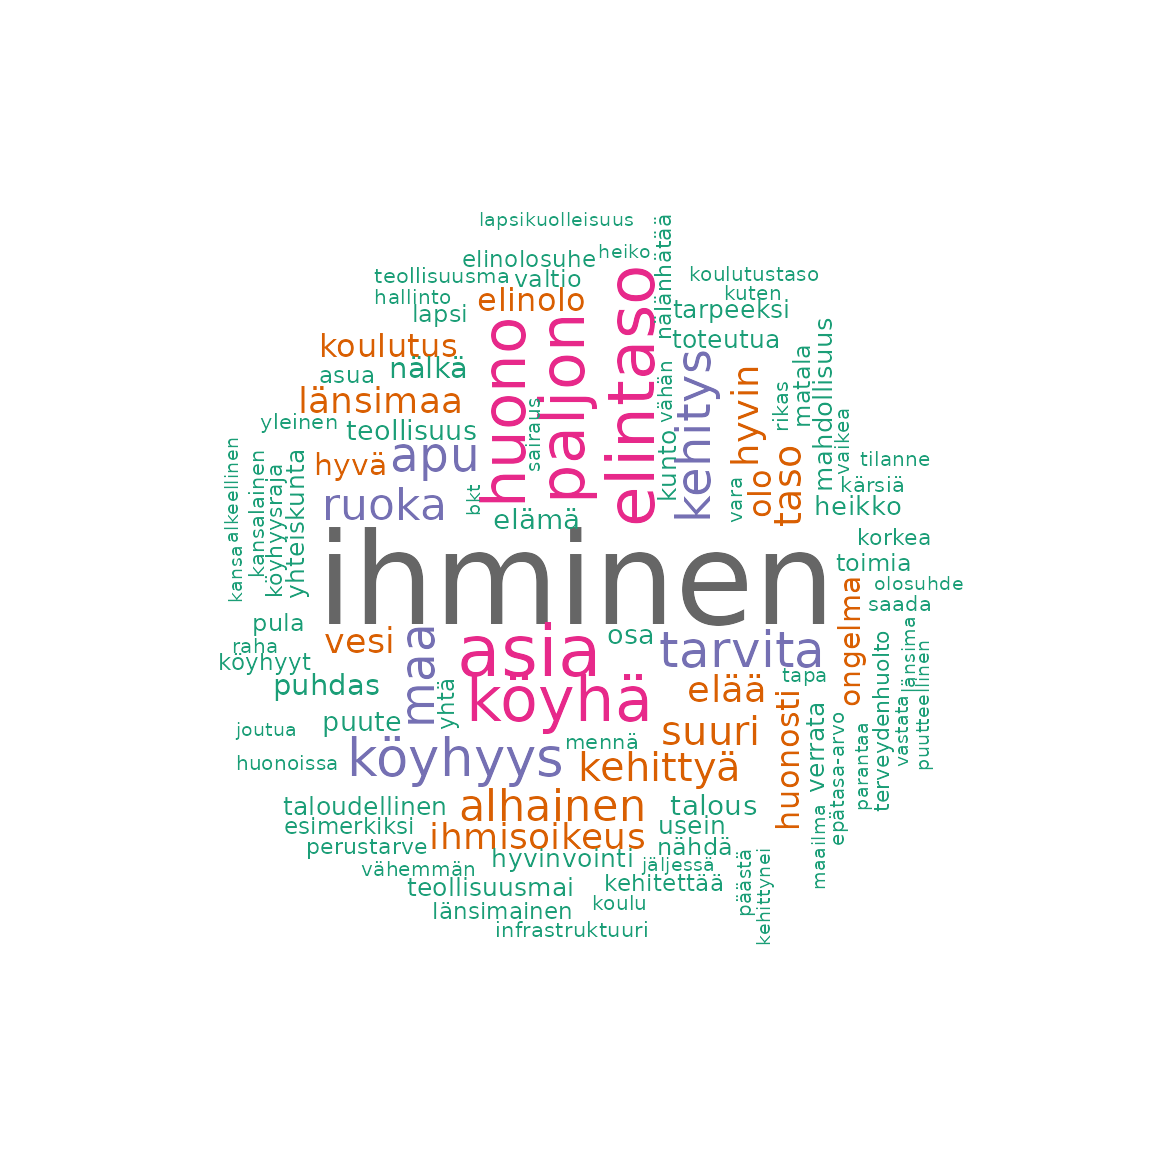 lapsikuolleisuus
nälänhätää
elinolosuhe
heiko
teollisuusma
valtio
koulutustaso
hallinto
elinolo
kuten
lapsi
tarpeeksi
elintaso
huono
paljon
koulutus
toteutua
nälkä
kehitys
mahdollisuus
matala
asua
vähän
hyvin
rikas
länsimaa
sairaus
vaikea
yleinen
teollisuus
apu
kunto
taso
olo
tilanne
hyvä
alkeellinen
kansalainen
köyhyysraja
yhteiskunta
kansa
ruoka
bkt
vara
kärsiä
heikko
elämä
ihminen
korkea
toimia
olosuhde
saada
ongelma
pula
vesi
maa
asia
osa
tarvita
raha
köyhyyt
terveydenhuolto
länsima
puutteellinen
puhdas
yhtä
köyhä
elää
tapa
vastata
huonosti
verrata
epätasa-arvo
parantaa
joutua
puute
suuri
mennä
huonoissa
köyhyys
kehittyä
taloudellinen
alhainen
talous
esimerkiksi
ihmisoikeus
usein
perustarve
nähdä
maailma
hyvinvointi
jäljessä
vähemmän
teollisuusmai
kehitettää
päästä
kehittynei
länsimainen
koulu
infrastruktuuri